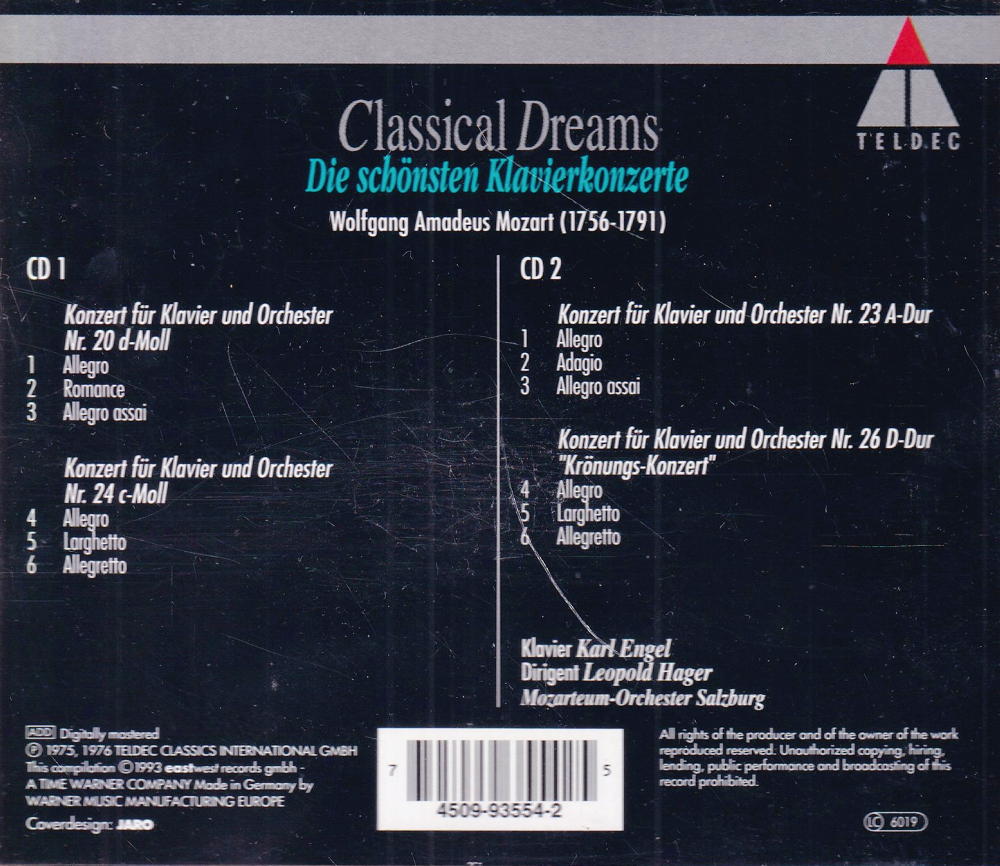 TELDEC
Classical Dreams
Die schönsten Klavierkonzerte
Wolfgang Amadeus Mozart (1756-1791)
CD 1
Konzert für Klavier und Orchester
Nr. 20 d-Moll
1 Allegro
2 Romance
3 Allegro assai
Konzert für Klavier und Orchester
Nr. 24 c-Moll
4 Allegro
5 Larghetto
6 Allegretto
CD 2
Konzert für Klavier und Orchester Nr. 23 A-Dur
1 Allegro
2 Adagio
3 Allegro assai
Konzert für Klavier und Orchester Nr. 26 D-Dur
"Krönungs-Konzert"
4 Allegro
5 Larghetto
6 Allegretto
Klavier Karl Engel
Dirigent Leopold Hager
Mozarteum-Orchester Salzburg
ADD Digitally mastered
℗ 1975, 1976 TELDEC CLASSICS INTERNATIONAL GMBH
This compilation © 1993 eastwest records gmbh -
A TIME WARNER COMPANY Made in Germany by
WARNER MUSIC MANUFACTURING EUROPE
Coverdesign: JARO
7 5
4509-93554-2
All rights of the producer and of the owner of the work
reproduced reserved. Unauthorized copying, hiring,
lending, public performance and broadcasting of this
record prohibited.
LC 6019